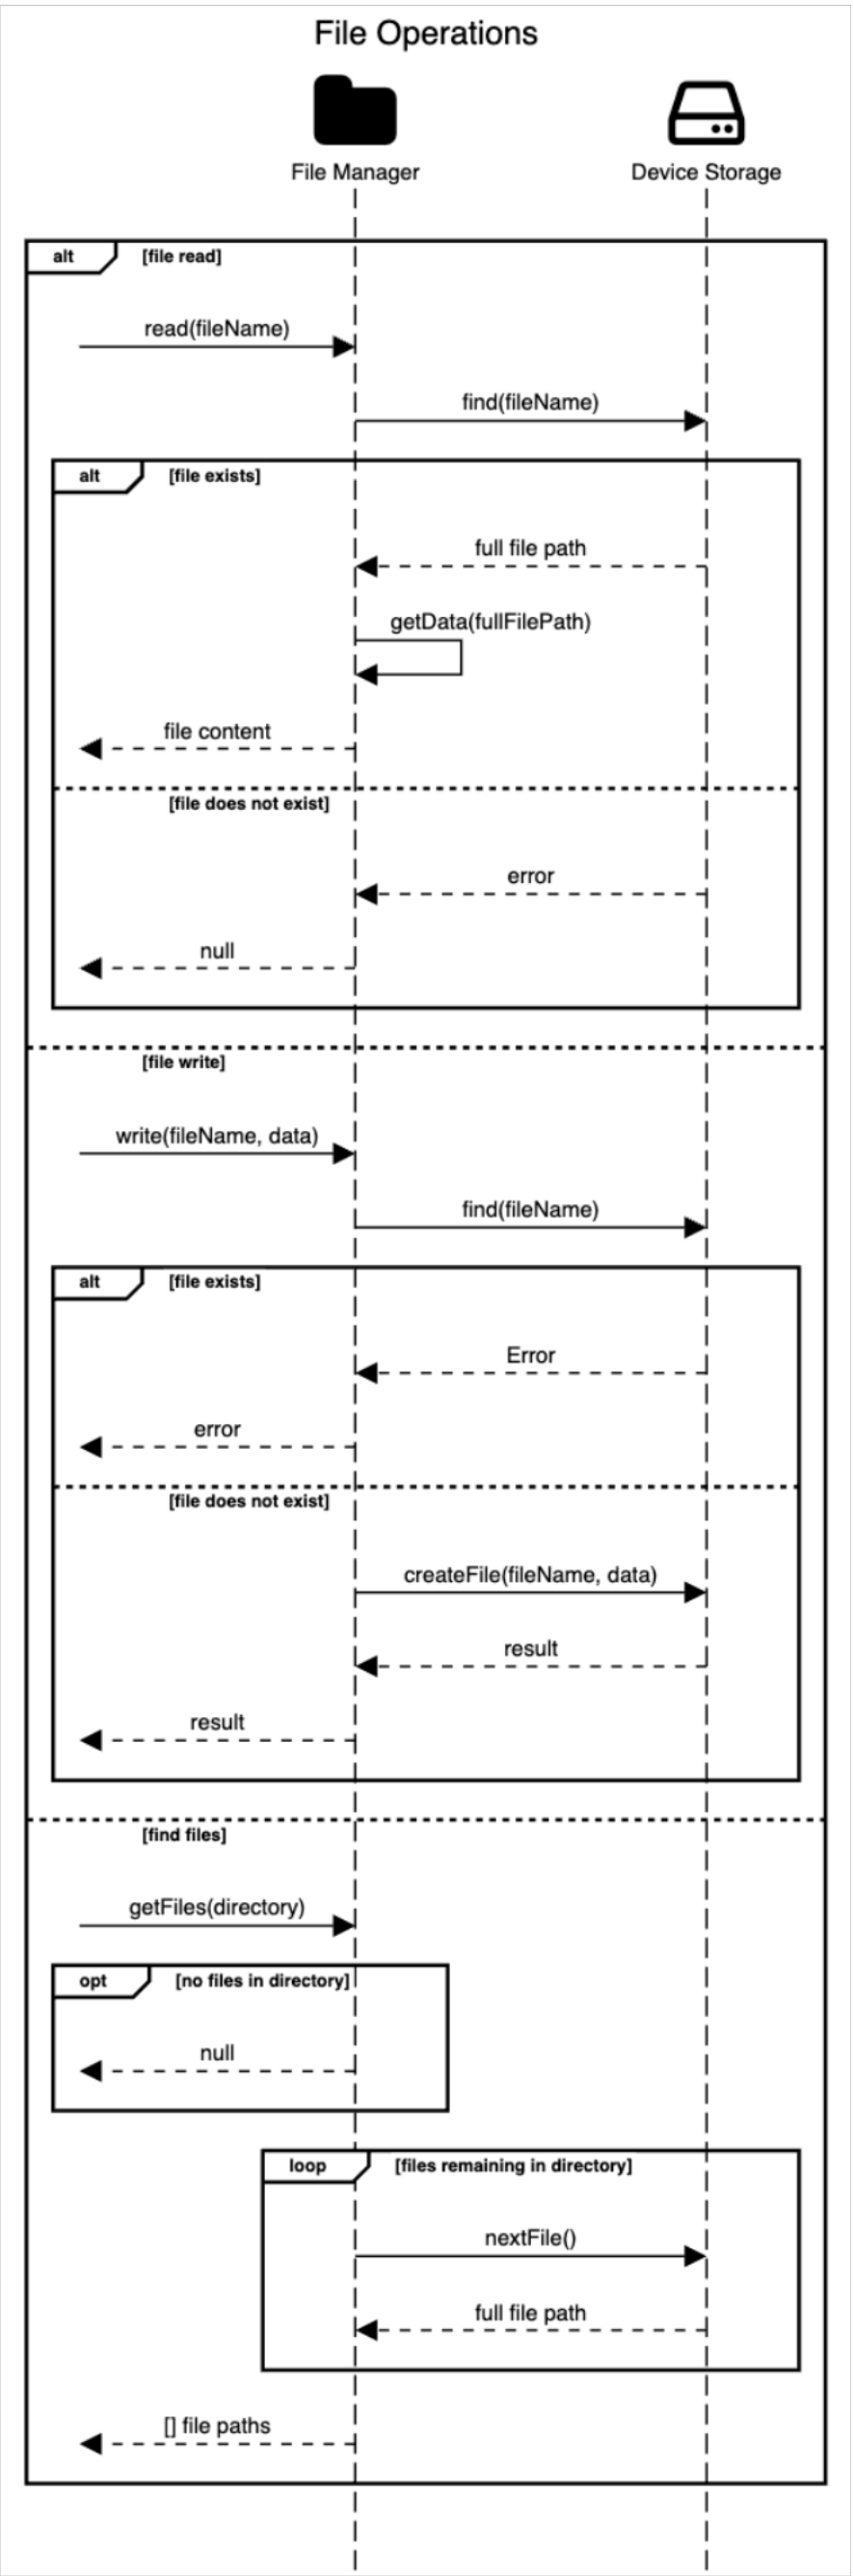 File Operations
File Manager
Device Storage
alt
[file read]
read(fileName)
find(fileName)
alt
[file exists]
full file path
getData(fullFilePath)
file content
[file does not exist]
error
null
[file write]
write(fileName, data)
find(fileName)
alt
[file exists]
Error
error
[file does not exist]
createFile(fileName, data)
result
result
[find files]
getFiles(directory)
opt
[no files in directory]
null
loop
[files remaining in directory]
nextFile()
full file path
[] file paths